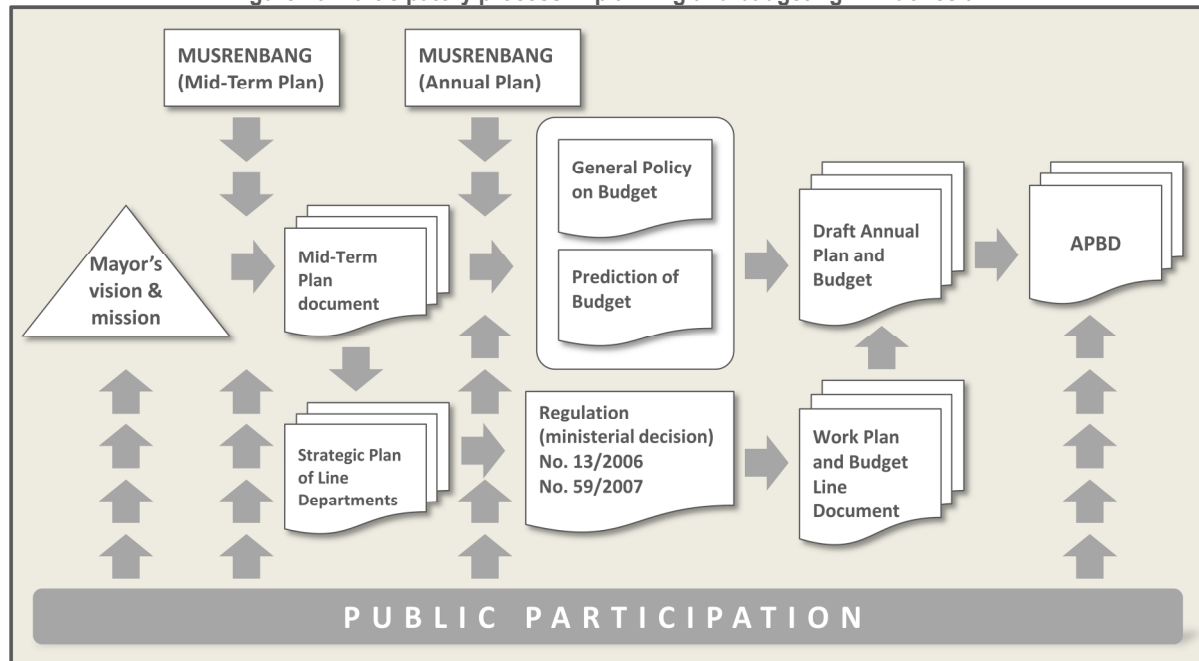 MUSRENBANG
(Mid-Term Plan)
MUSRENBANG
(Annual Plan)
General Policy
on Budget
Prediction of
Budget
Mayor's
vision &
mission
Mid-Term
Plan
document
Draft Annual
Plan and
Budget
APBD
Strategic Plan
of Line
Departments
Regulation
(ministerial decision)
No. 13/2006
No. 59/2007
Work Plan
and Budget
Line
Document
PUBLIC PARTICIPATION